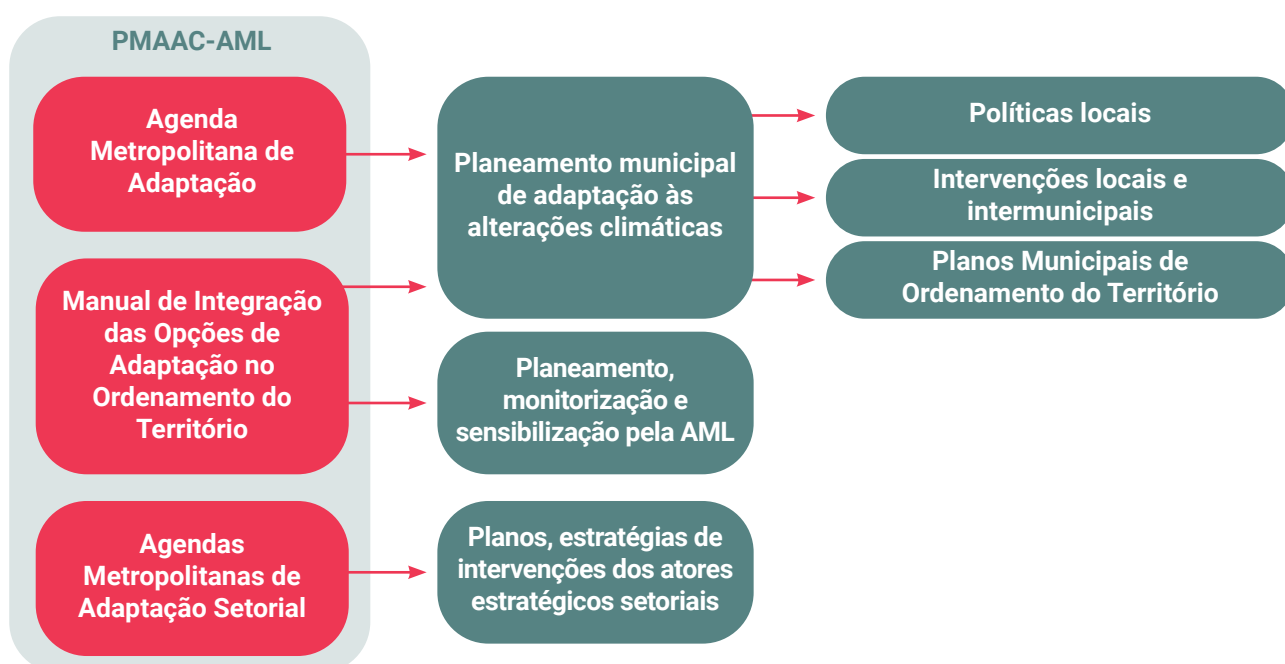 PMAAC-AML
Agenda
Metropolitana de
Adaptação
Manual de Integração
das Opções de
Adaptação no
Ordenamento do
Território
Agendas
Metropolitanas de
Adaptação Setorial
Planeamento municipal
de adaptação às
alterações climáticas
Planeamento,
monitorização e
sensibilização pela AML
Planos, estratégias de
intervenções dos atores
estratégicos setoriais
Políticas locais
Intervenções locais e
intermunicipais
Planos Municipais de
Ordenamento do Território